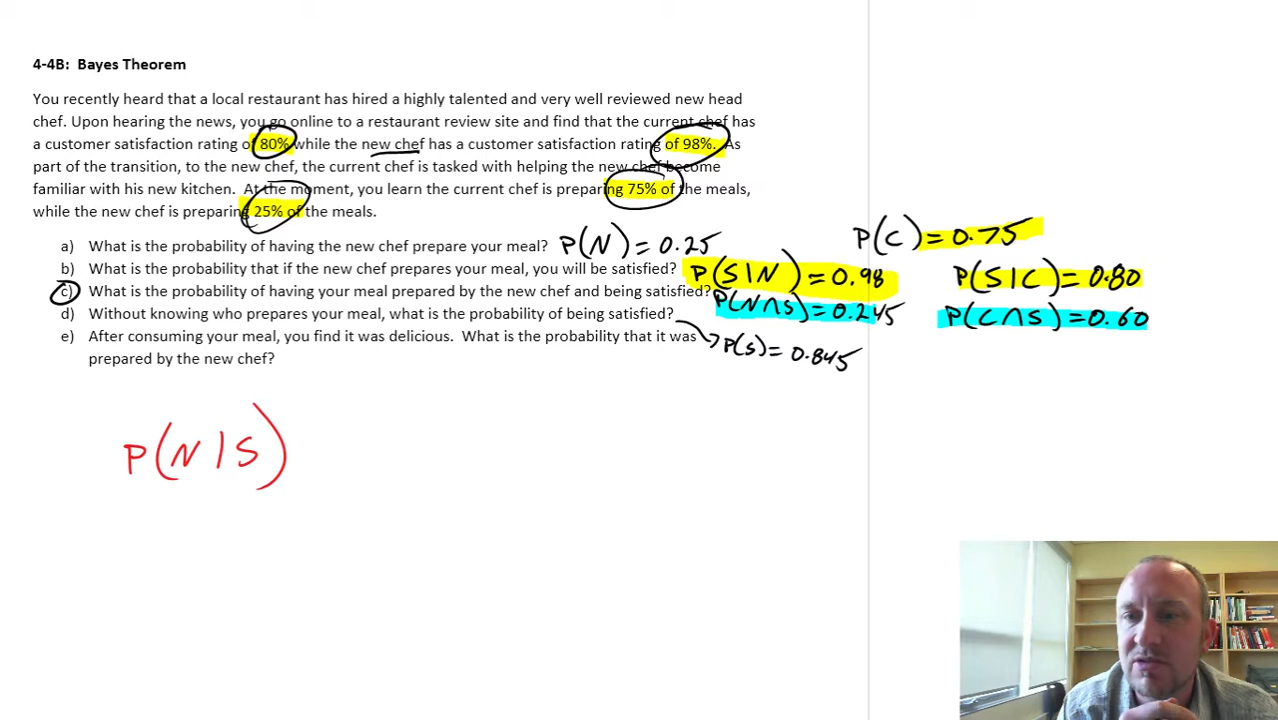 4-4B: Bayes Theorem
You recently heard that a local restaurant has hired a highly talented and very well reviewed new head
chef. Upon hearing the news, you go online to a restaurant review site and find that the current chef has
a customer satisfaction rating of 80% while the new chef has a customer satisfaction rating of 98%. As
part of the transition, to the new chef, the current chef is tasked with helping the new chef become
familiar with his new kitchen. At the moment, you learn the current chef is preparing 75% of the meals,
while the new chef is preparing 25% of the meals.
a) What is the probability of having the new chef prepare your meal? P(N) = 0.25 P(C) = 0.75
b) What is the probability that if the new chef prepares your meal, you will be satisfied? P(S|N) = 0.98 P(S|C) = 0.80
c) What is the probability of having your meal prepared by the new chef and being satisfied? P(N∩S) = 0.245 P(C∩S) = 0.60
d) Without knowing who prepares your meal, what is the probability of being satisfied?
e) After consuming your meal, you find it was delicious. What is the probability that it was P(S) = 0.845
prepared by the new chef?
P(N|S)